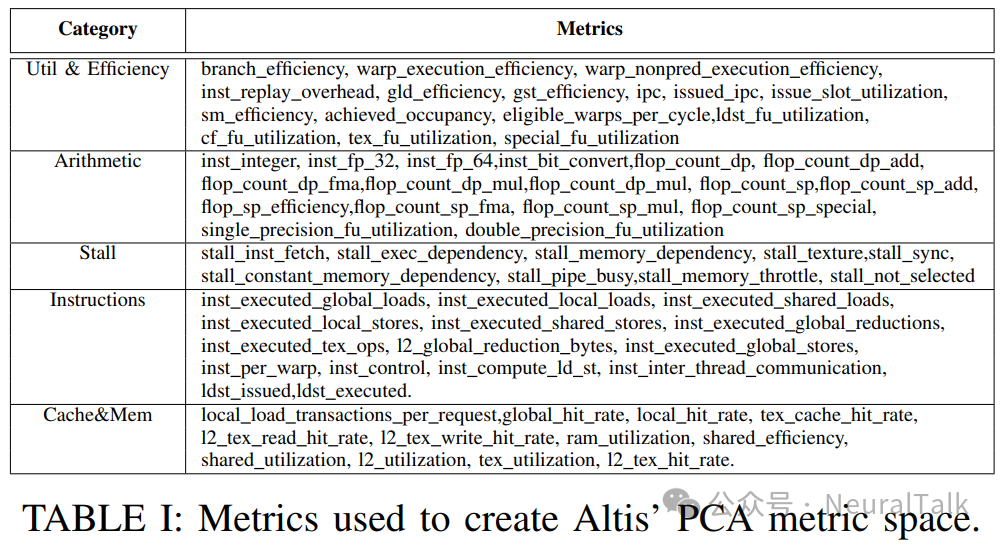 Category Metrics
Util & Efficiency branch_efficiency, warp_execution_efficiency, warp_nonpred_execution_efficiency,
inst_replay_overhead, gld_efficiency, gst_efficiency, ipc, issued_ipc, issue_slot_utilization,
sm_efficiency, achieved_occupancy, eligible_warps_per_cycle,ldst_fu_utilization,
cf_fu_utilization, tex_fu_utilization, special_fu_utilization
Arithmetic inst_integer, inst_fp_32, inst_fp_64,inst_bit_convert,flop_count_dp, flop_count_dp_add,
flop_count_dp_fma,flop_count_dp_mul,flop_count_dp_mul, flop_count_sp,flop_count_sp_add,
flop_sp_efficiency,flop_count_sp_fma, flop_count_sp_mul, flop_count_sp_special,
single_precision_fu_utilization, double_precision_fu_utilization
Stall stall_inst_fetch, stall_exec_dependency, stall_memory_dependency, stall_texture,stall_sync,
stall_constant_memory_dependency, stall_pipe_busy,stall_memory_throttle, stall_not_selected
Instructions inst_executed_global_loads, inst_executed_local_loads, inst_executed_shared_loads,
inst_executed_local_stores, inst_executed_shared_stores, inst_executed_global_reductions,
inst_executed_tex_ops, l2_global_reduction_bytes, inst_executed_global_stores,
inst_per_warp, inst_control, inst_compute_ld_st, inst_inter_thread_communication,
ldst_issued,ldst_executed.
Cache&Mem local_load_transactions_per_request,global_hit_rate, local_hit_rate, tex_cache_hit_rate,
l2_tex_read_hit_rate, l2_tex_write_hit_rate, ram_utilization, shared_efficiency,
shared_utilization, l2_utilization, tex_utilization, l2_tex_hit_rate.
公众号 · NeuralTalk
TABLE I: Metrics used to create Altis' PCA metric space.